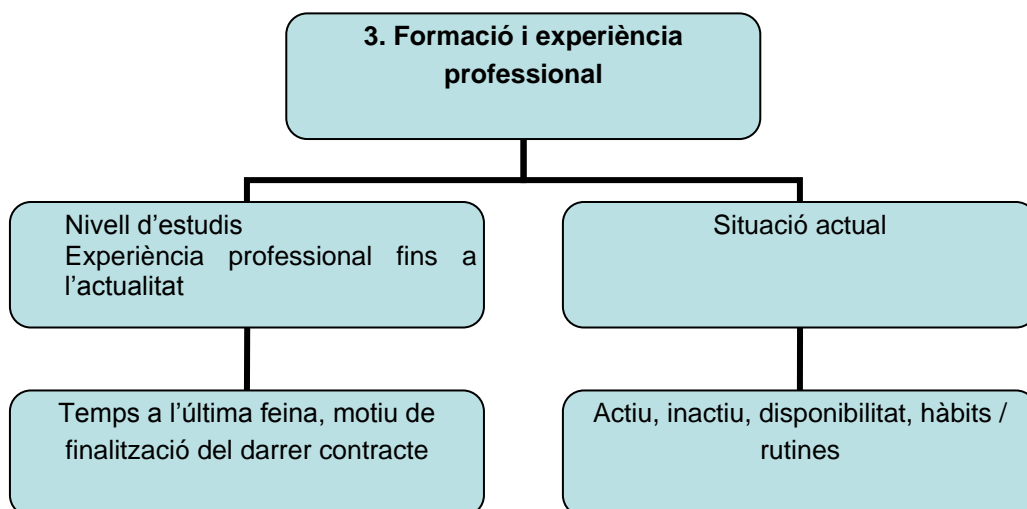 3. Formació i experiència
professional
Nivell d’estudis
Experiència professional fins a
l’actualitat
Situació actual
Temps a l’última feina, motiu de
finalització del darrer contracte
Actiu, inactiu, disponibilitat, hàbits /
rutines